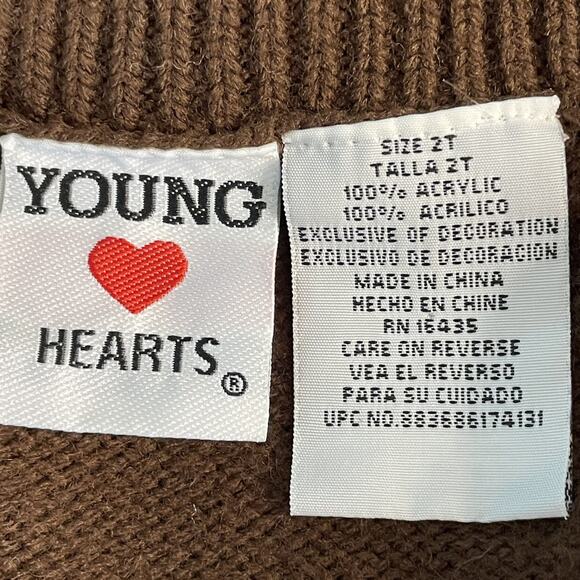 YOUNG
HEARTS®
SIZE 2T
TALLA 2T
100% ACRYLIC
100% ACRILICO
EXCLUSIVE OF DECORATION
EXCLUSIVO DE DECORACION
MADE IN CHINA
HECHO EN CHINE
RN 16435
CARE ON REVERSE
VEA EL REVERSO
PARA SU CUIDADO
UPC NO.883686174131